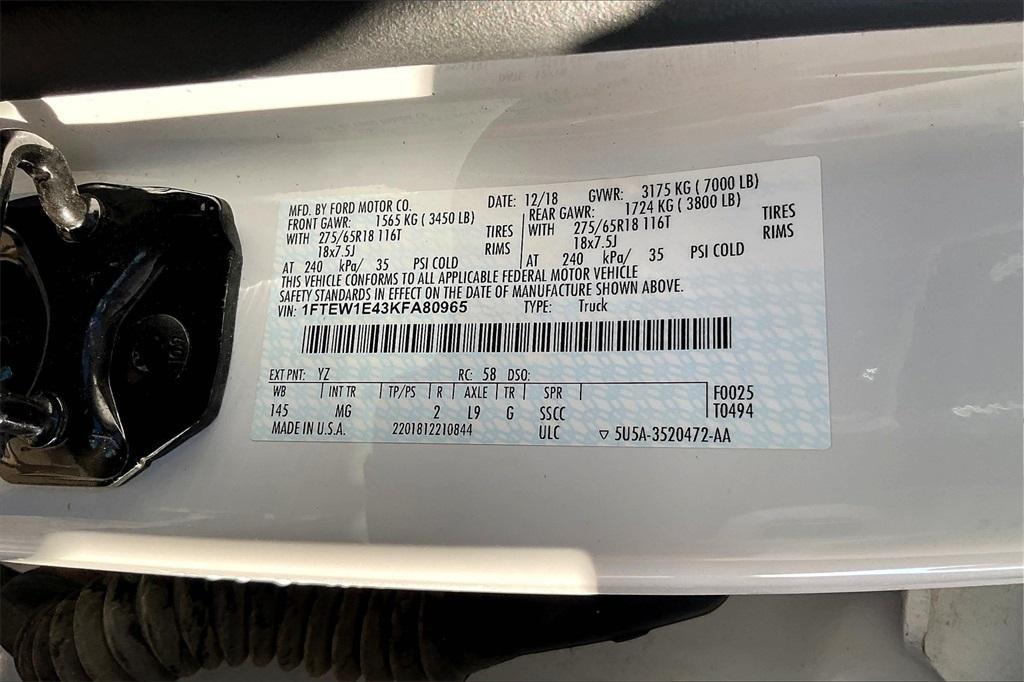 MFD. BY FORD MOTOR CO. DATE: 12/18 GVWR: 3175 KG ( 7000 LB)
FRONT GAWR: 1565 KG ( 3450 LB) REAR GAWR: 1724 KG ( 3800 LB)
WITH 275/65R18 116T TIRES WITH 275/65R18 116T TIRES
18x7.5J RIMS 18x7.5J RIMS
AT 240 kPa/ 35 PSI COLD AT 240 kPa/ 35 PSI COLD
THIS VEHICLE CONFORMS TO ALL APPLICABLE FEDERAL MOTOR VEHICLE
SAFETY STANDARDS IN EFFECT ON THE DATE OF MANUFACTURE SHOWN ABOVE.
VIN: 1FTEW1E43KFA80965 TYPE: Truck
EXT PNT: YZ RC: 58 DSO:
WB INT TR TP/PS R AXLE TR SPR F0025
145 MG 2 L9 G SSCC T0494
MADE IN U.S.A. 2201812210844 ULC ▽ 5U5A-3520472-AA